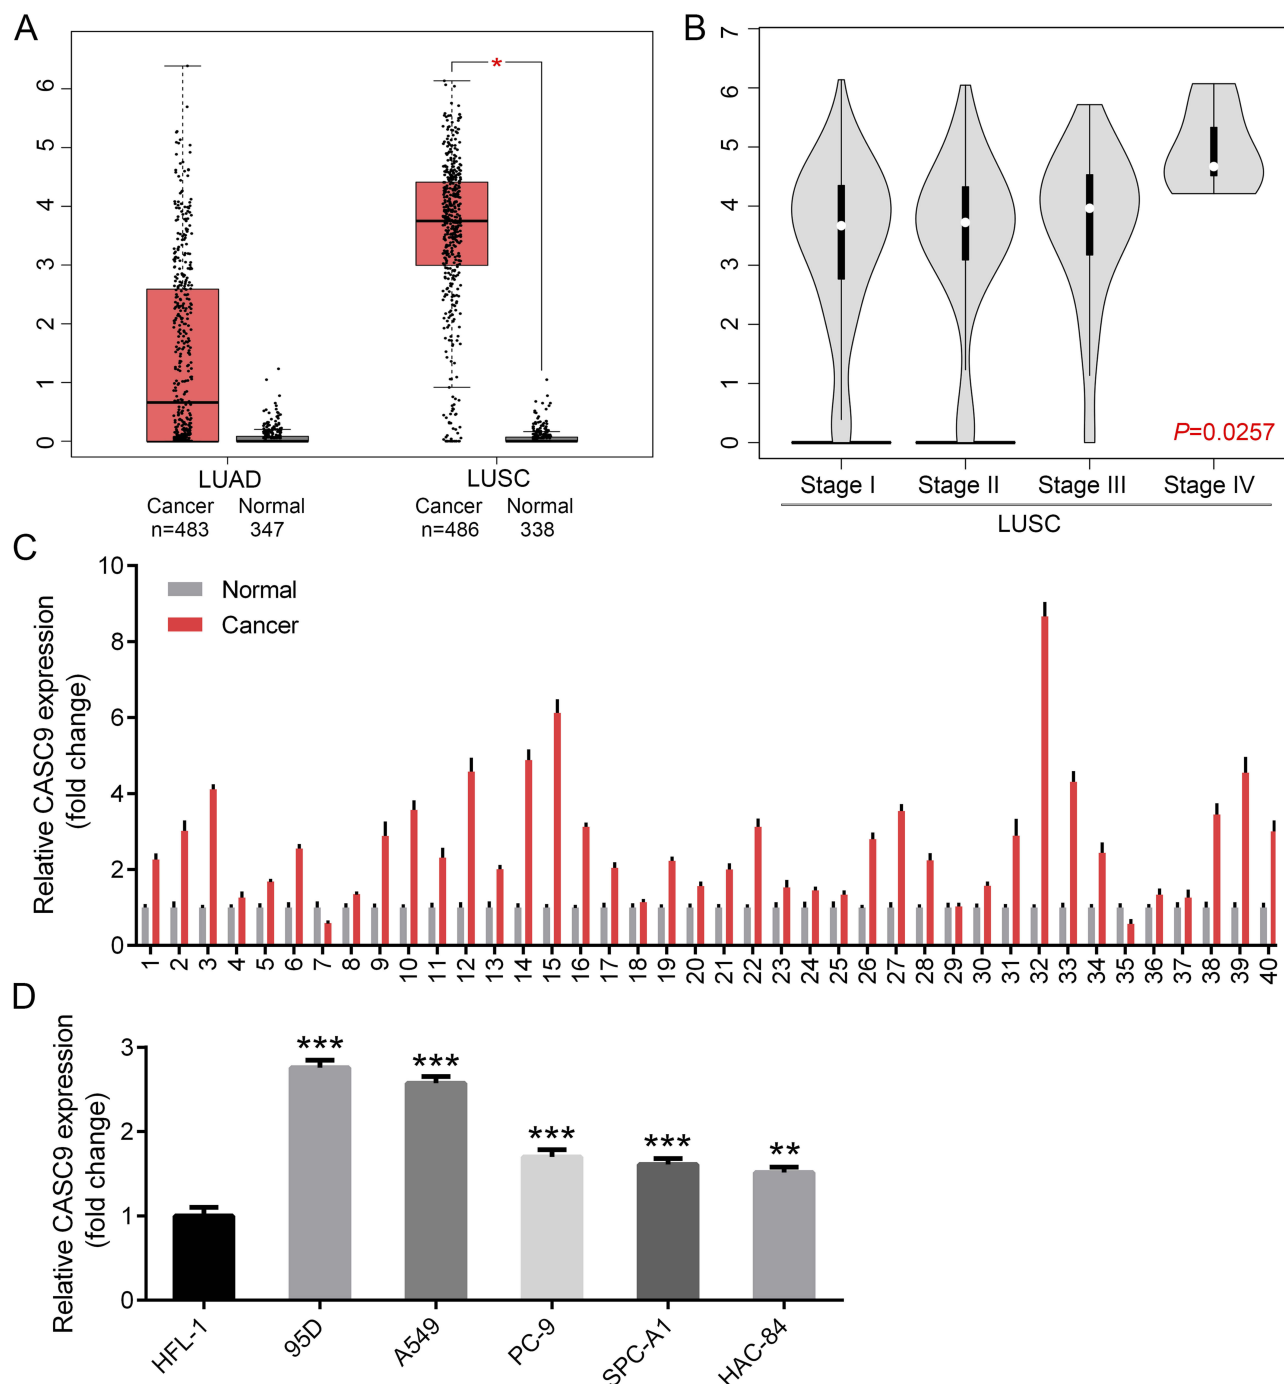 A
*
6
5
4
3
2
1
0
LUAD
LUSC
Cancer Normal
n=483 347
Cancer Normal
n=486 338
B
7
6
5
4
3
2
1
0
P=0.0257
Stage I Stage II Stage III Stage IV
LUSC
C
Relative CASC9 expression
(fold change)
10
8
6
4
2
0
Normal
Cancer
1 2 3 4 5 6 7 8 9 10 11 12 13 14 15 16 17 18 19 20 21 22 23 24 25 26 27 28 29 30 31 32 33 34 35 36 37 38 39 40
D
Relative CASC9 expression
(fold change)
3
2
1
0
*** *** *** *** **
HFL-1 95D A549 PC-9 SPC-A1 HAC-84